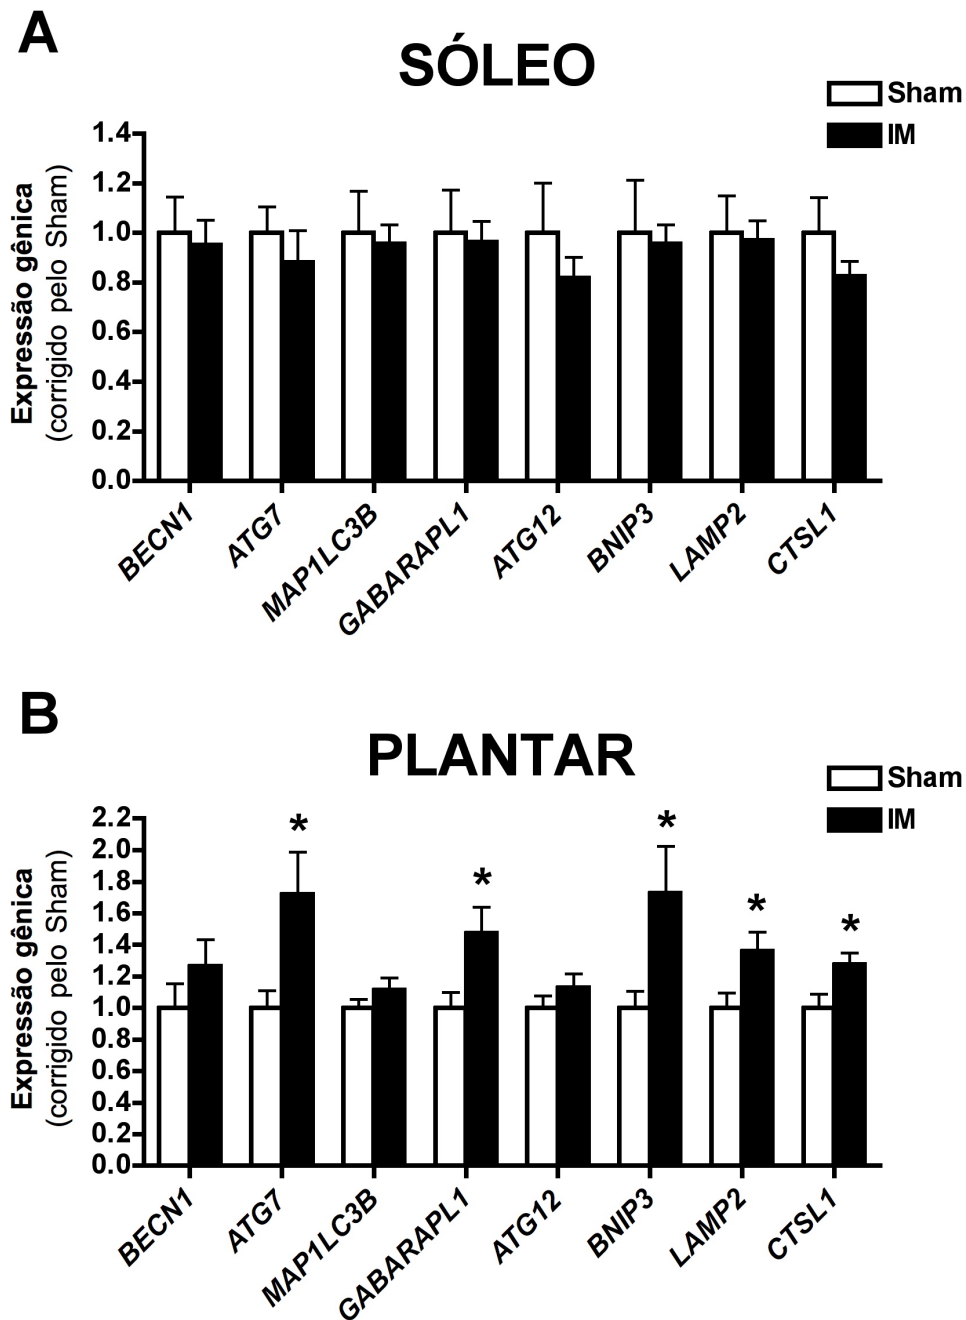 A
SÓLEO
Sham
IM
Expressão gênica
(corrigido pelo Sham)
1.4
1.2
1.0
0.8
0.6
0.4
0.2
0.0
BECN1
ATG7
MAP1LC3B
GABARAPL1
ATG12
BNIP3
LAMP2
CTSL1
B
PLANTAR
Sham
IM
Expressão gênica
(corrigido pelo Sham)
2.2
2.0
1.8
1.6
1.4
1.2
1.0
0.8
0.6
0.4
0.2
0.0
*
*
*
*
*
BECN1
ATG7
MAP1LC3B
GABARAPL1
ATG12
BNIP3
LAMP2
CTSL1